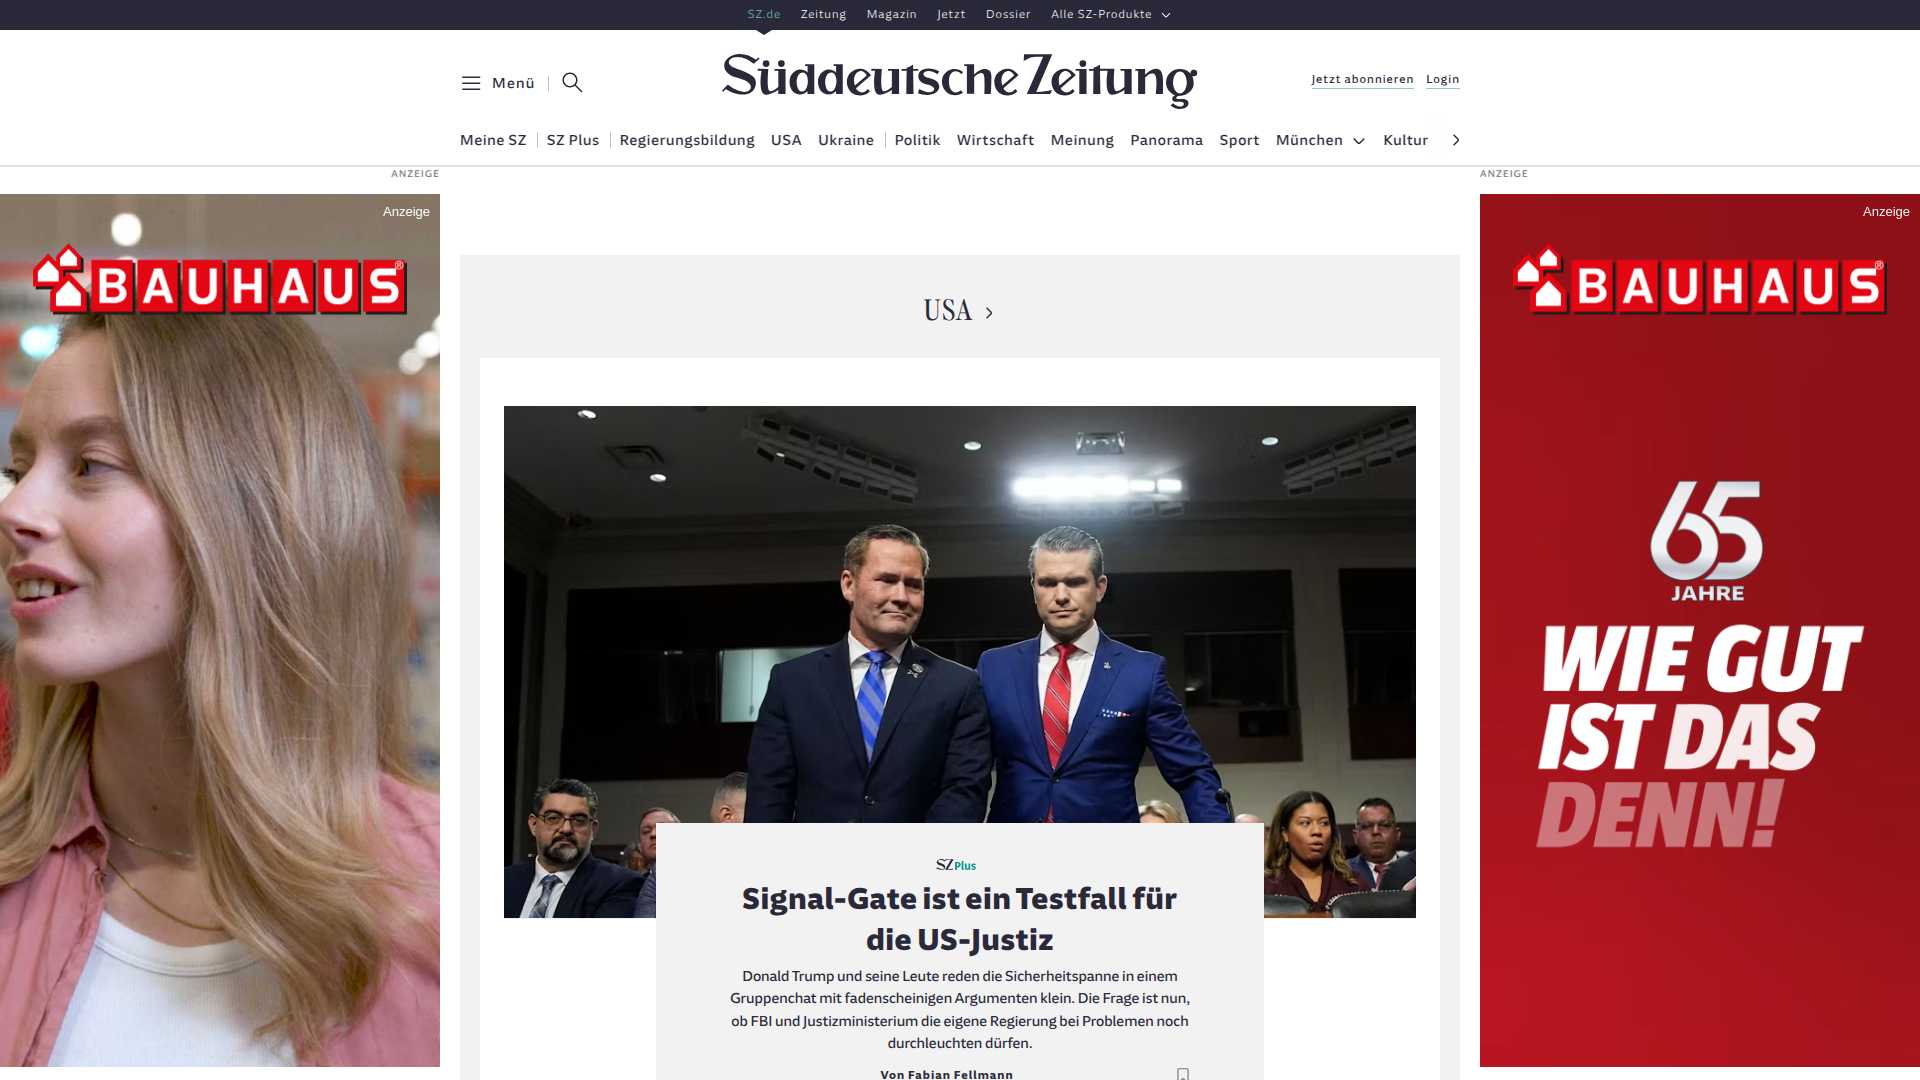 SZ.de Zeitung Magazin Jetzt Dossier Alle SZ-Produkte
Menü
Süddeutsche Zeitung
Jetzt abonnieren Login
Meine SZ SZ Plus Regierungsbildung USA Ukraine Politik Wirtschaft Meinung Panorama Sport München Kultur
ANZEIGE
ANZEIGE
Anzeige
BAUHAUS®
USA
SZ Plus
Signal-Gate ist ein Testfall für
die US-Justiz
Donald Trump und seine Leute reden die Sicherheitspanne in einem
Gruppenchat mit fadenscheinigen Argumenten klein. Die Frage ist nun,
ob FBI und Justizministerium die eigene Regierung bei Problemen noch
durchleuchten dürfen.
Von Fabian Fellmann
Anzeige
BAUHAUS®
65
JAHRE
WIE GUT
IST DAS
DENN!